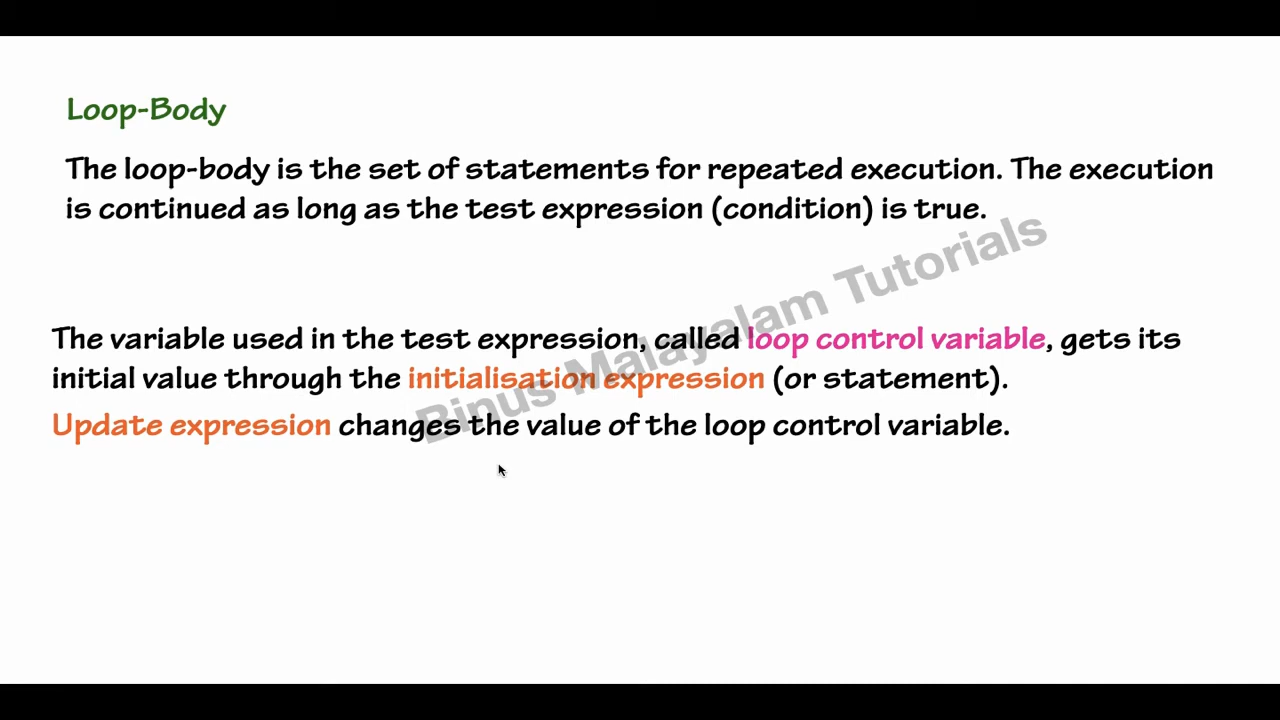 Loop-Body
The loop-body is the set of statements for repeated execution. The execution
is continued as long as the test expression (condition) is true.
Binus Malayalam Tutorials
The variable used in the test expression, called loop control variable, gets its
initial value through the initialisation expression (or statement).
Update expression changes the value of the loop control variable.